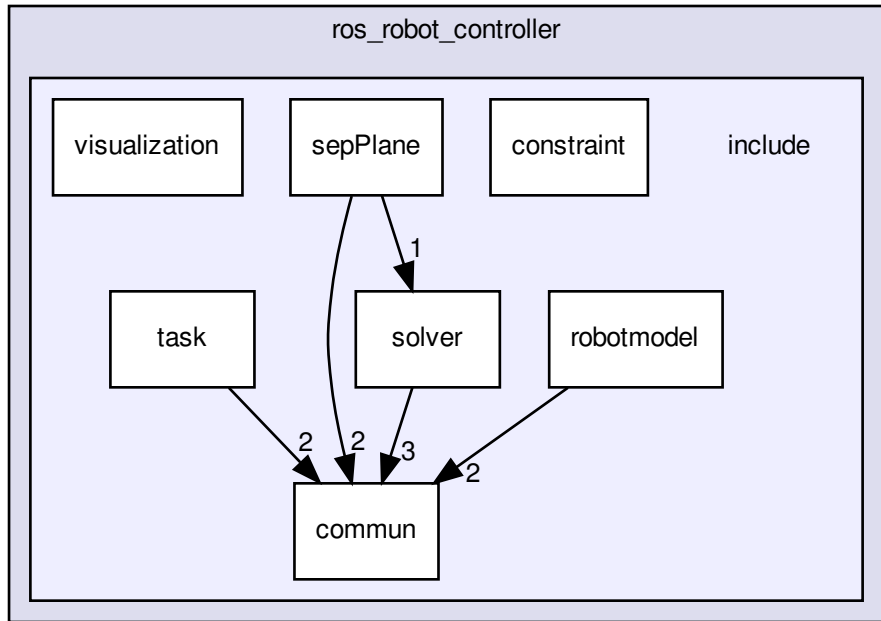 ros_robot_controller
visualization
sepPlane
constraint
include
1
task
solver
robotmodel
2
2
3
2
commun